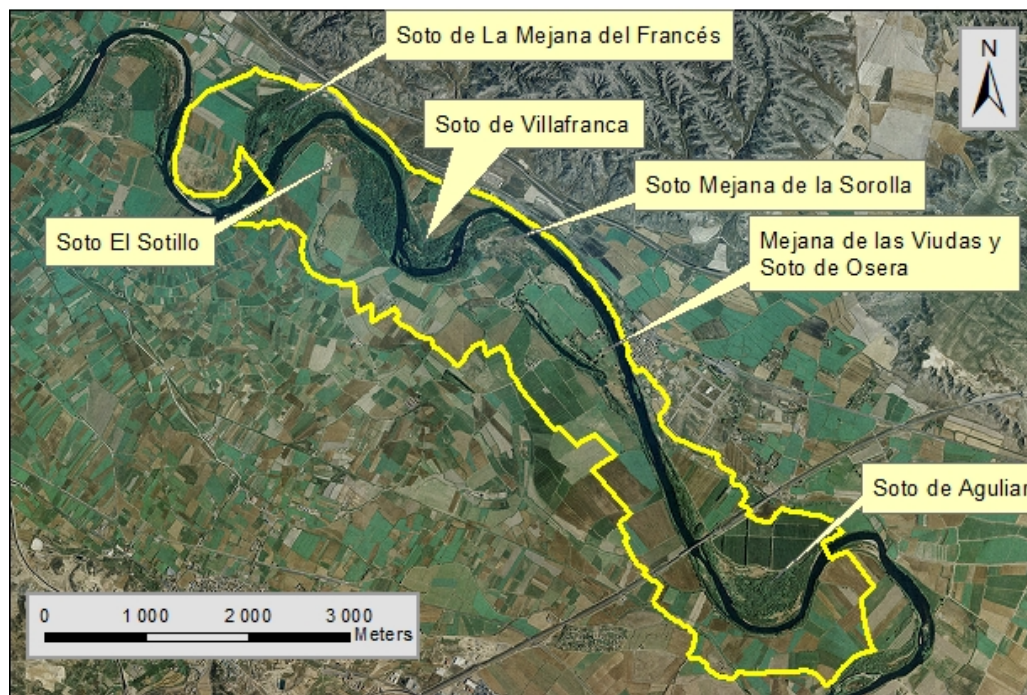 Soto de La Mejana del Francés
N
Soto de Villafranca
Soto Mejana de la Sorolla
Soto El Sotillo
Mejana de las Viudas y
Soto de Osera
Soto de Aguliar
0 1 000 2 000 3 000
Meters